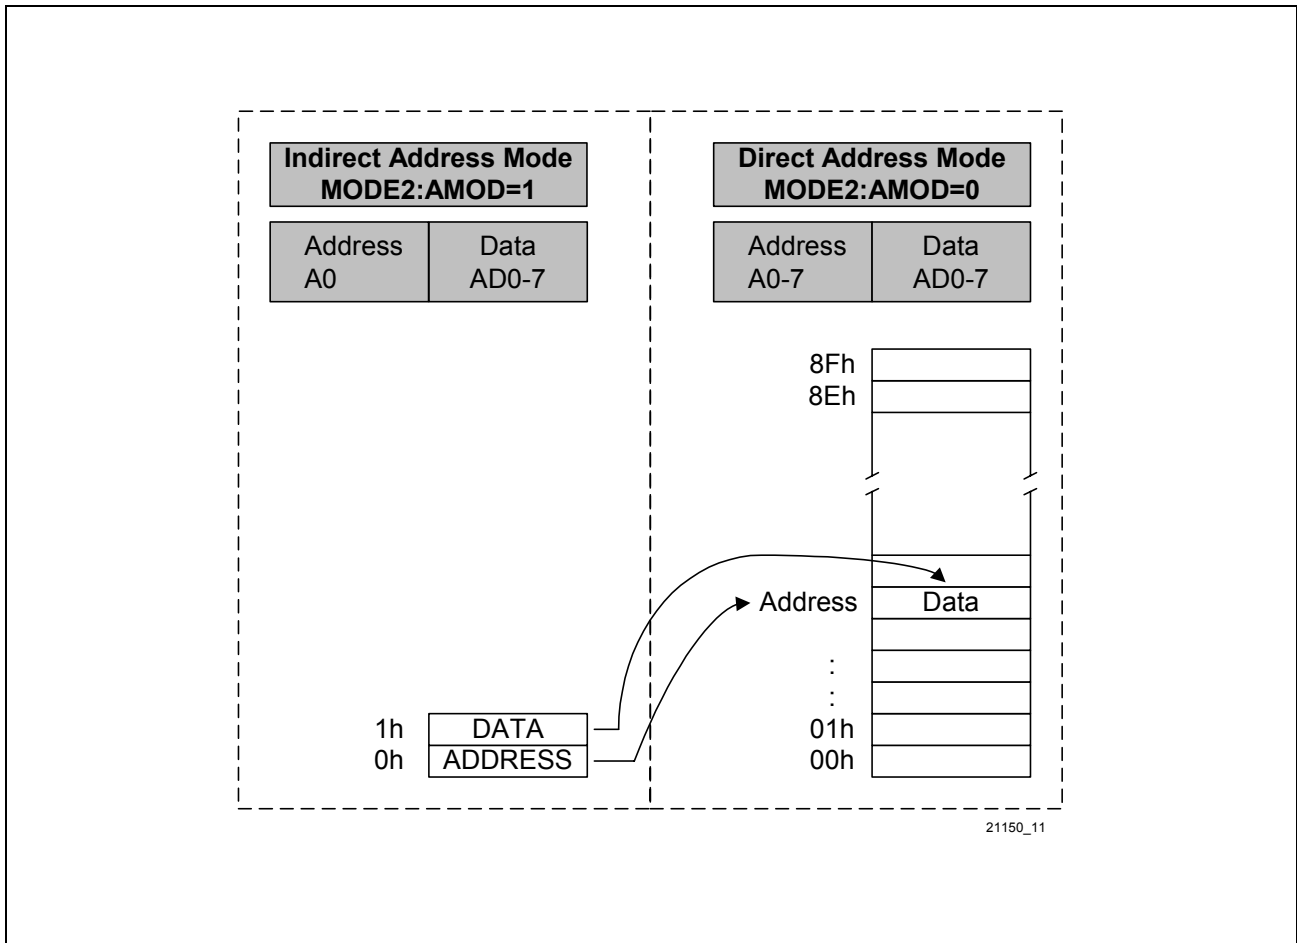 Indirect Address Mode
MODE2:AMOD=1
Address Data
A0 AD0-7
Direct Address Mode
MODE2:AMOD=0
Address Data
A0-7 AD0-7
8Fh
8Eh
Address Data
:
:
1h DATA
0h ADDRESS
01h
00h
21150_11